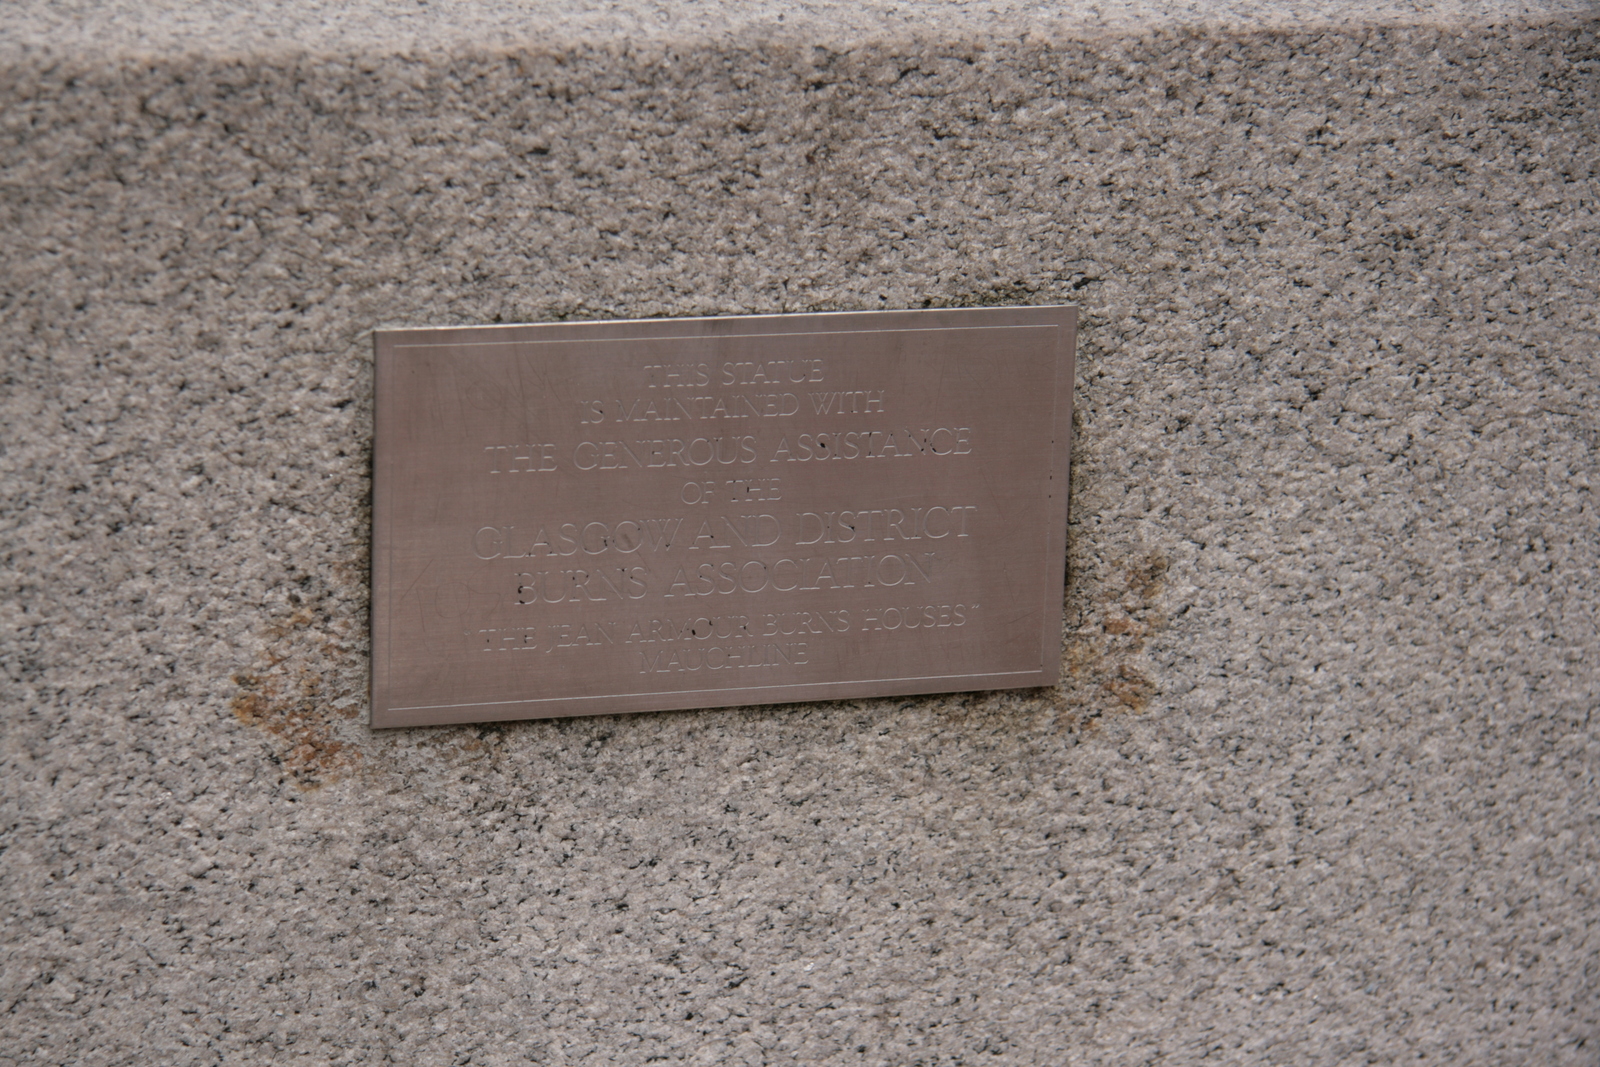 THIS STATUE
IS MAINTAINED WITH
THE GENEROUS ASSISTANCE
OF THE
GLASGOW AND DISTRICT
BURNS ASSOCIATION
"THE JEAN ARMOUR BURNS HOUSES"
MAUCHLINE